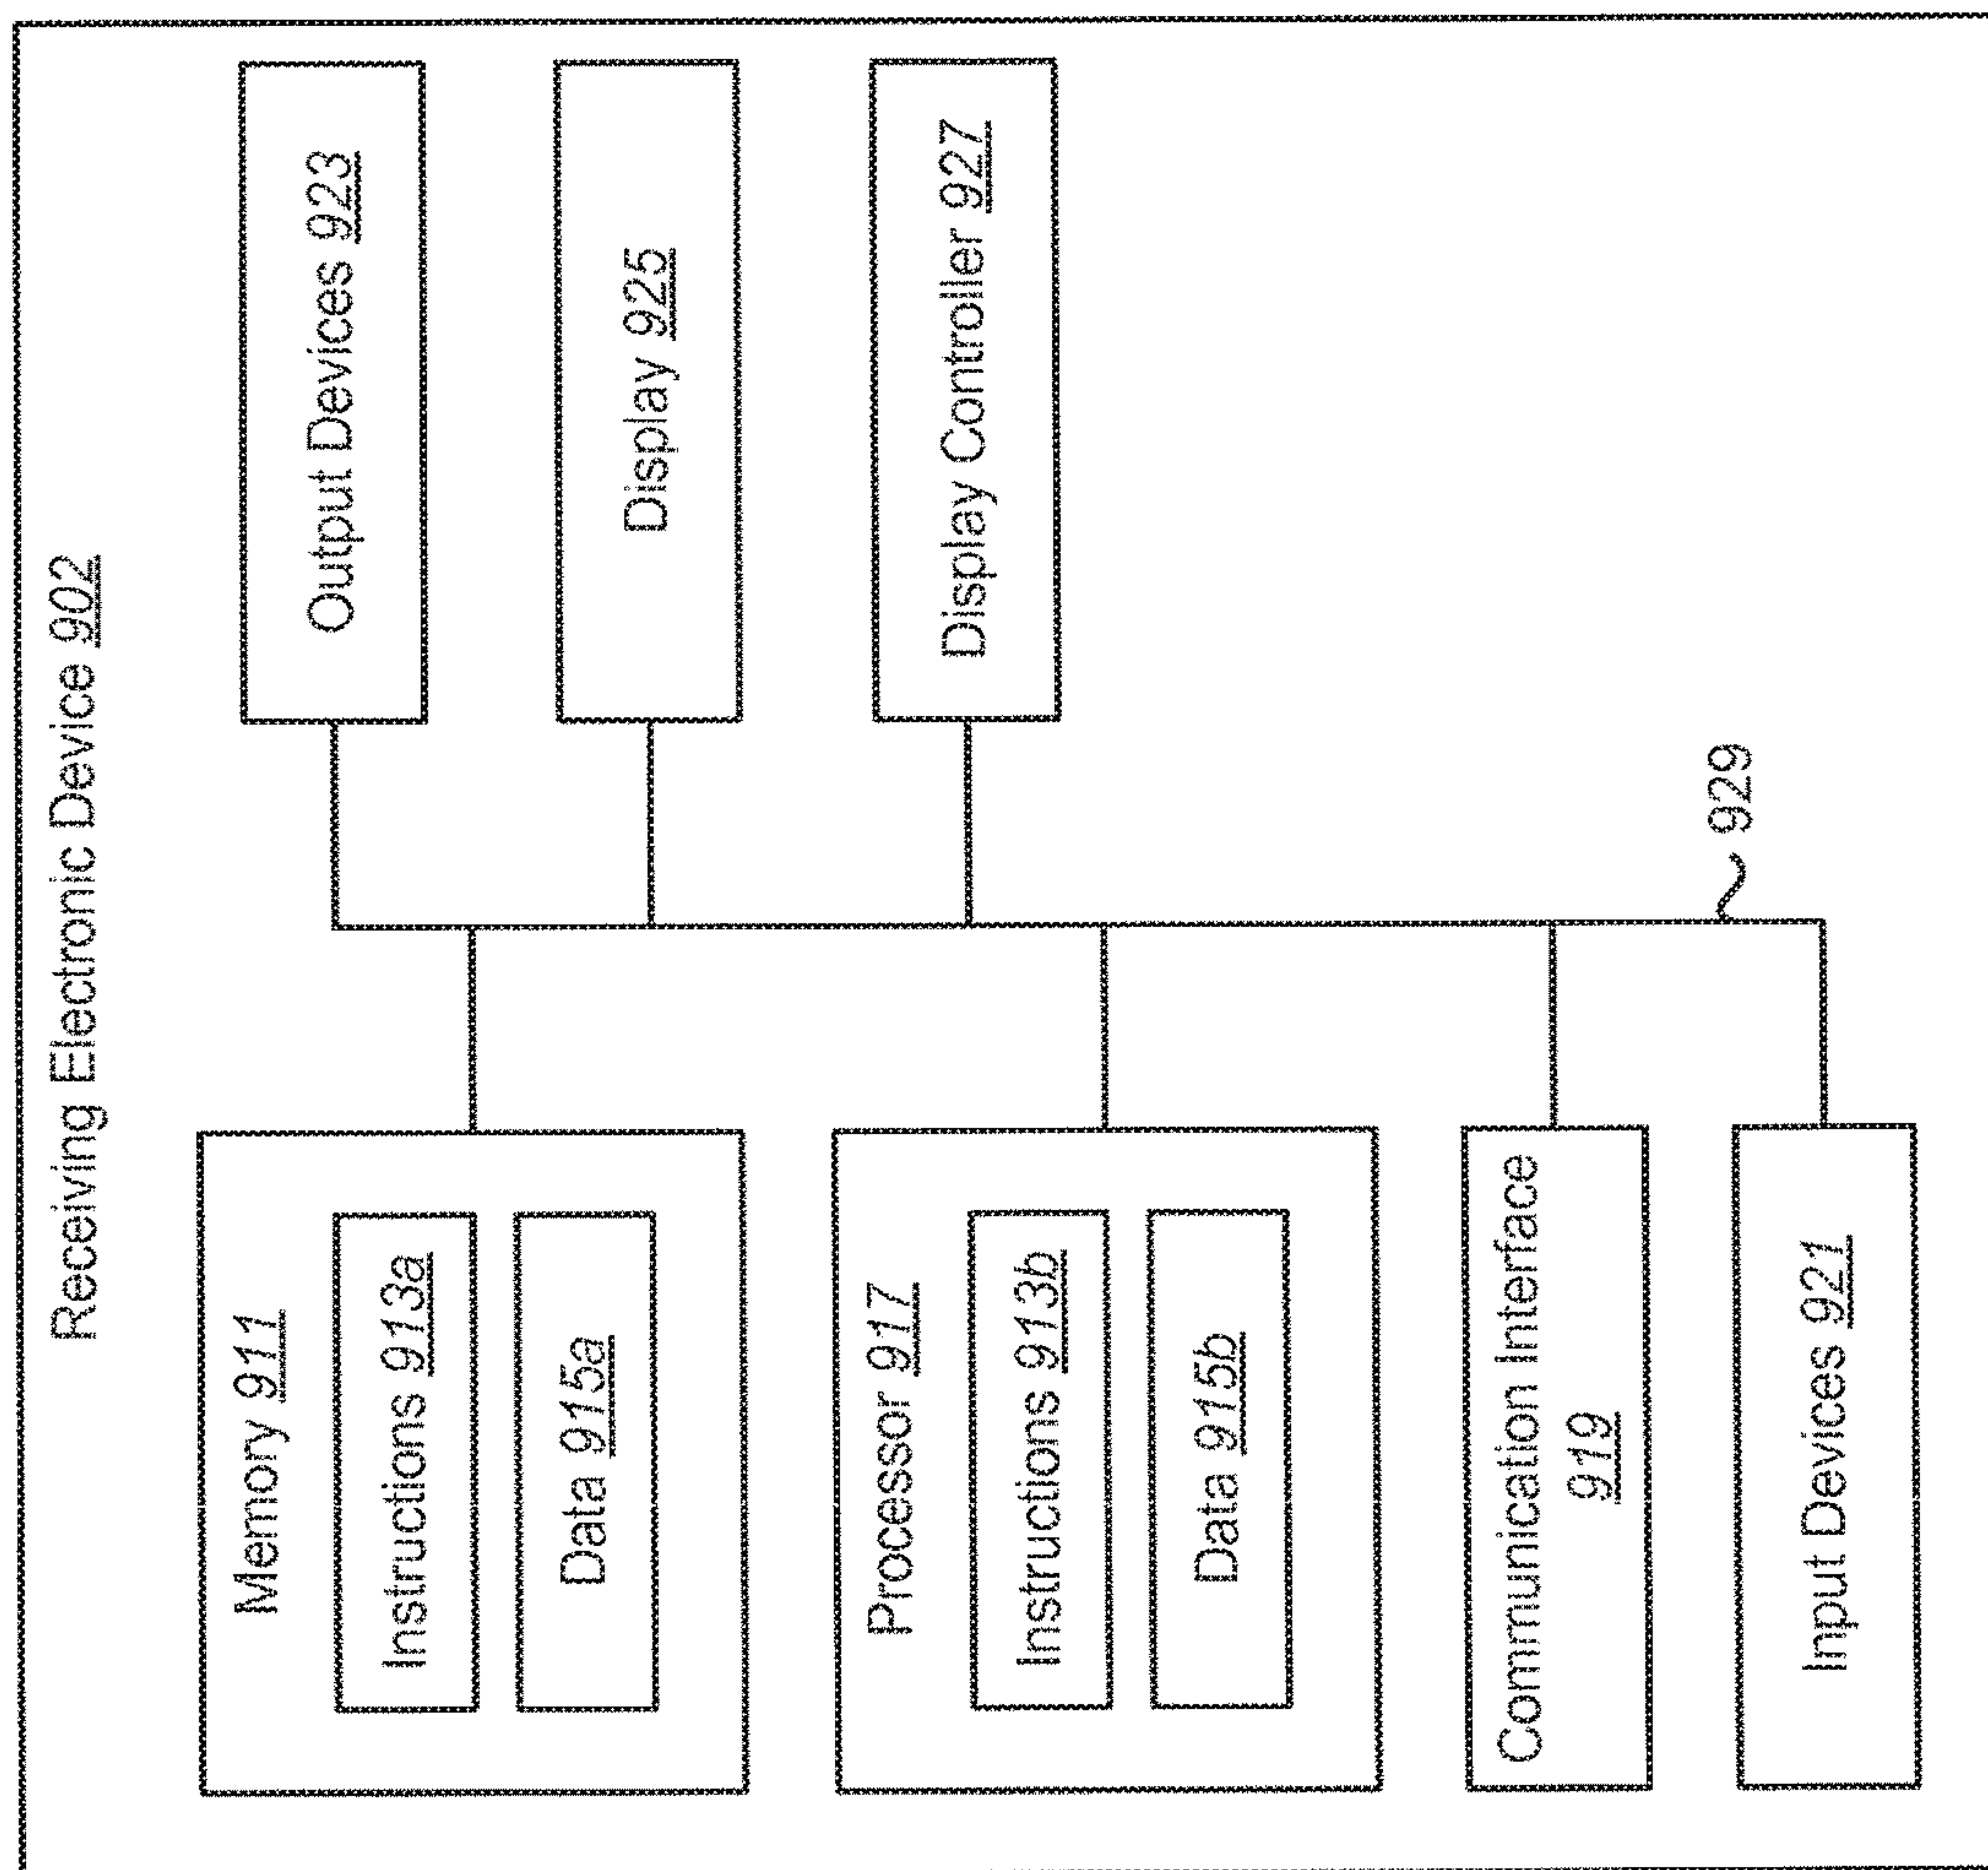 Receiving Electronic Device 902
Memory 911
Instructions 913a
Data 915a
Processor 917
Instructions 913b
Data 915b
Communication Interface
919
Input Devices 921
Output Devices 923
Display 925
Display Controller 927
929